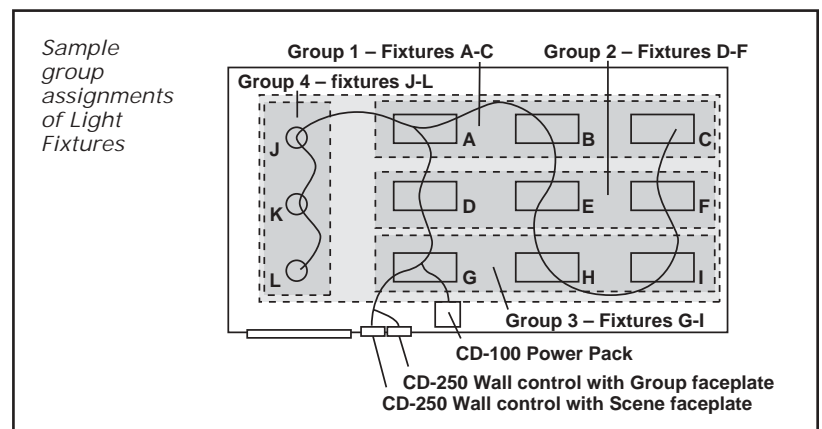 Sample
group
assignments
of Light
Fixtures
Group 1 – Fixtures A-C
Group 2 – Fixtures D-F
Group 4 – fixtures J-L
J
A
B
C
K
D
E
F
L
G
H
I
Group 3 – Fixtures G-I
CD-100 Power Pack
CD-250 Wall control with Group faceplate
CD-250 Wall control with Scene faceplate